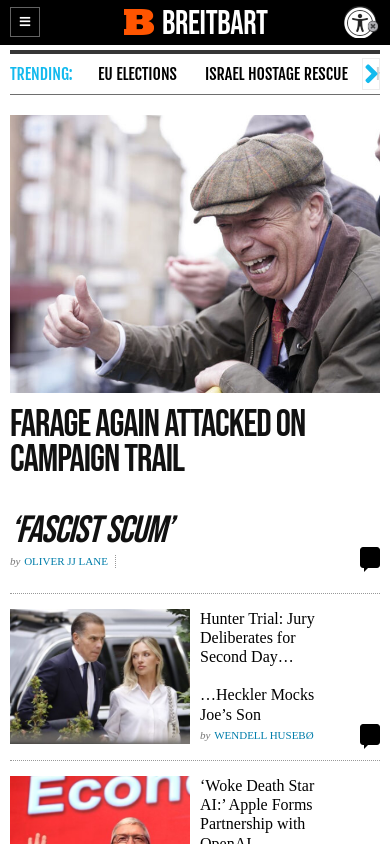 B BREITBART
TRENDING: EU ELECTIONS ISRAEL HOSTAGE RESCUE
FARAGE AGAIN ATTACKED ON
CAMPAIGN TRAIL
‘FASCIST SCUM’
by OLIVER JJ LANE
Hunter Trial: Jury
Deliberates for
Second Day…
…Heckler Mocks
Joe’s Son
by WENDELL HUSEBØ
Econo
‘Woke Death Star
AI:’ Apple Forms
Partnership with
OpenAI